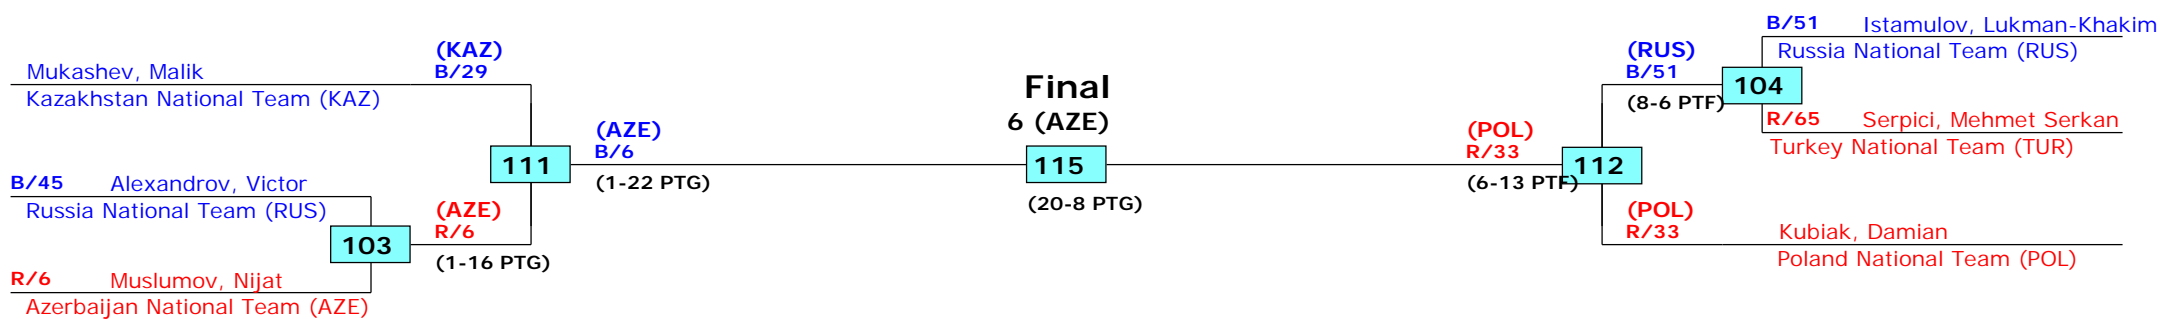 Mukashev, Malik
Kazakhstan National Team (KAZ)
(KAZ)
B/29
B/45 Alexandrov, Victor
Russia National Team (RUS)
103
R/6 Muslumov, Nijat
Azerbaijan National Team (AZE)
(AZE)
R/6
(1-16 PTG)
111
(AZE)
B/6
(1-22 PTG)
Final
6 (AZE)
115
(20-8 PTG)
(POL)
R/33
(6-13 PTF)
112
(RUS)
B/51
(8-6 PTF)
104
B/51 Istamulov, Lukman-Khakim
Russia National Team (RUS)
R/65 Serpici, Mehmet Serkan
Turkey National Team (TUR)
(POL)
R/33
Kubiak, Damian
Poland National Team (POL)